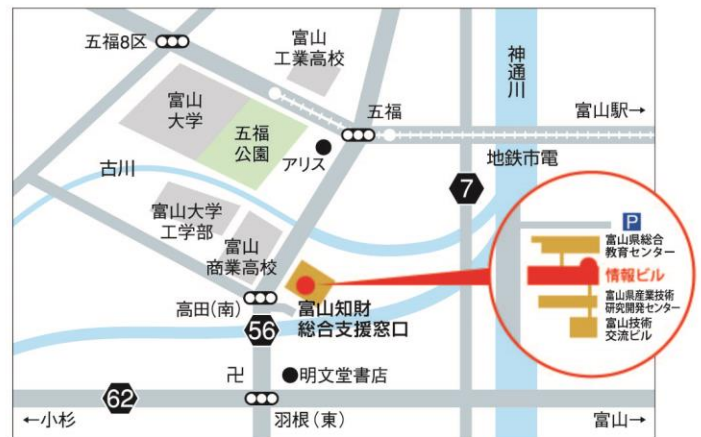 五福8区
富山
工業高校
神通川
富山
大学
五福
公園
五福
富山駅→
アリス
地鉄市電
古川
7
P
富山大学
工学部
富山
商業高校
富山県総合
教育センター
情報ビル
富山県産業技術
研究開発センター
富山技術
交流ビル
高田(南)
富山知財
総合支援窓口
56
卍
●明文堂書店
62
←小杉
羽根(東)
富山→